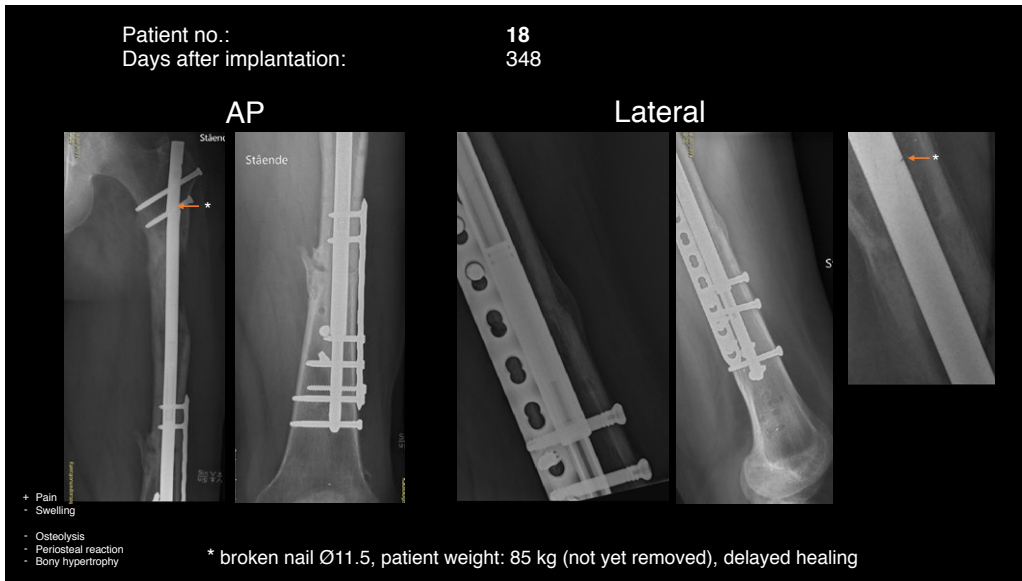 Patient no.: 18
Days after implantation: 348
AP
Lateral
Stående
*
Stående
*
+ Pain
- Swelling
- Osteolysis
- Periosteal reaction
- Bony hypertrophy
* broken nail Ø11.5, patient weight: 85 kg (not yet removed), delayed healing